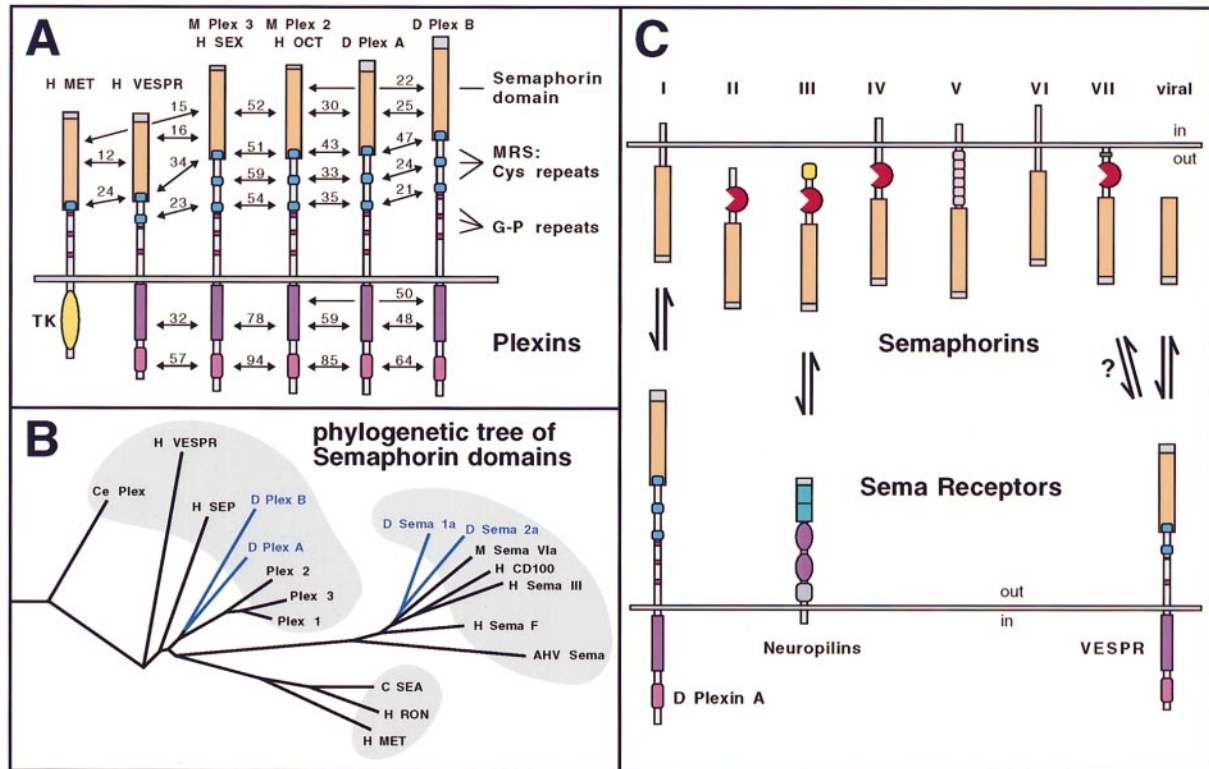 A
M Plex 3 M Plex 2 D Plex B
H SEX H OCT D Plex A
H MET H VESPR
22
Semaphorin
domain
15 52 30 25
16
12 34 51 43 47
MRS:
Cys repeats
59 33 24
24 23 54 35 21
G-P repeats
50
TK
32 78 59 48
Plexins
57 94 85 64
B
phylogenetic tree of
Semaphorin domains
H VESPR
Ce Plex
H SEP
D Plex B
D Plex A
Plex 2
Plex 3
Plex 1
D Sema 1a
D Sema 2a
M Sema VIa
H CD100
H Sema III
H Sema F
AHV Sema
C SEA
H RON
H MET
C
I II III IV V VI VII viral
in
out
Semaphorins
?
Sema Receptors
out
in
Neuropilins
VESPR
D Plexin A